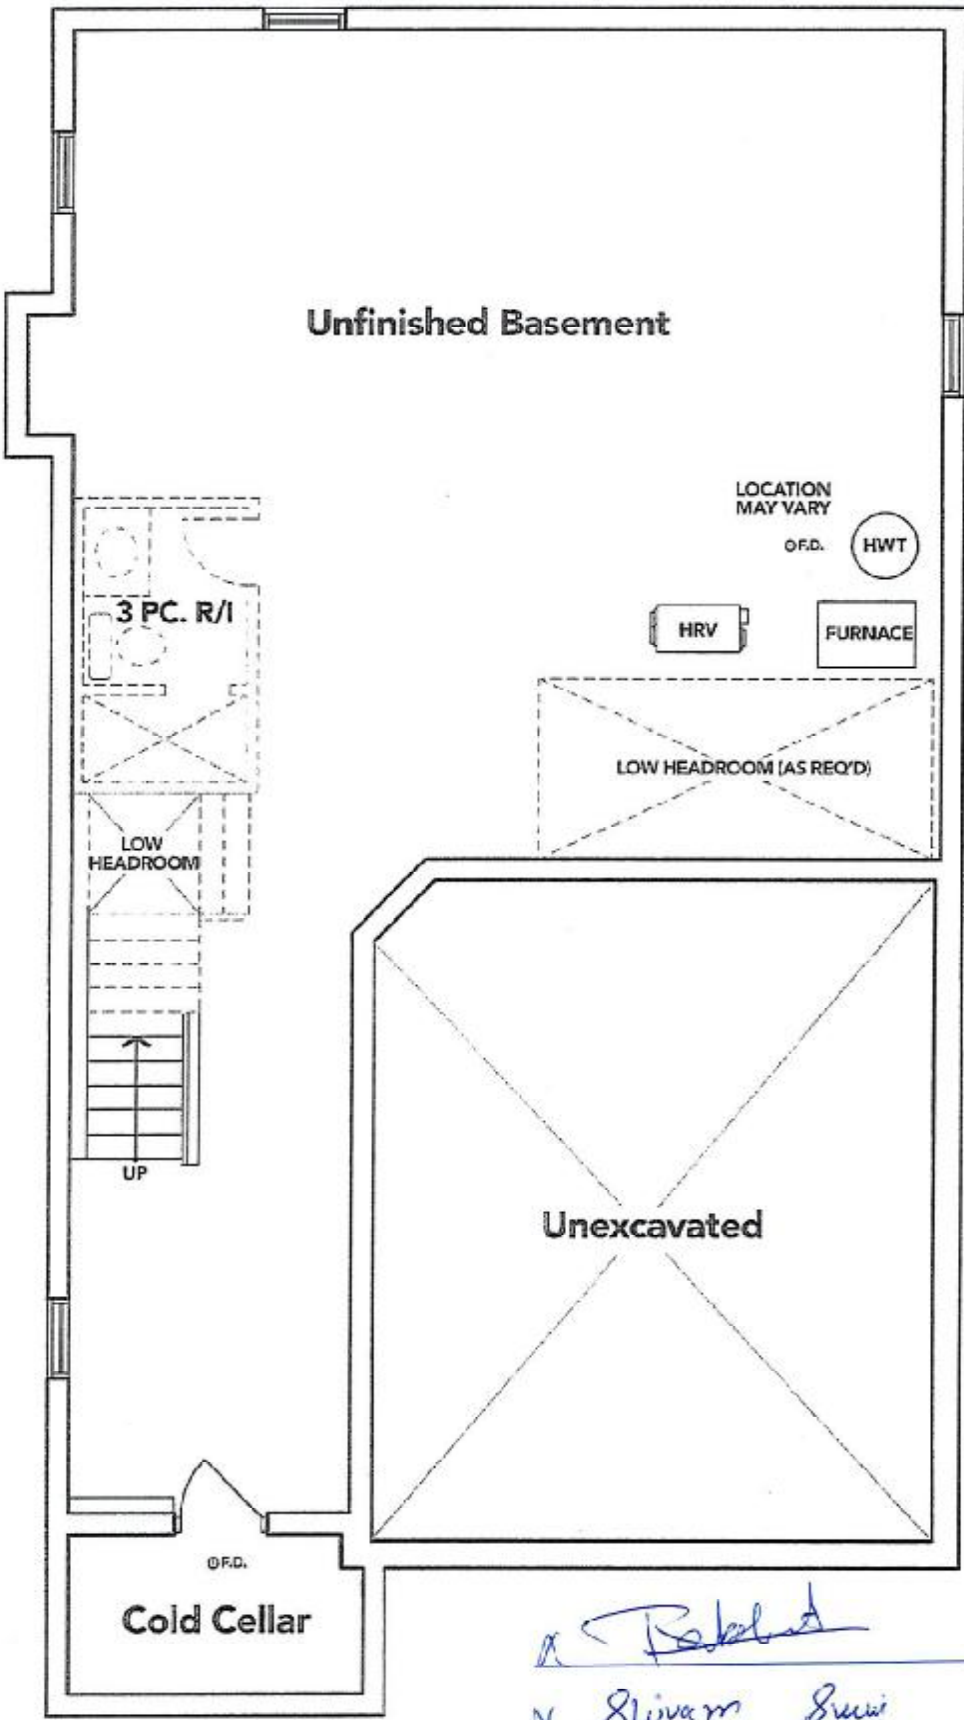 Unfinished Basement
LOCATION
MAY VARY
F.D.
HWT
3 PC. R/I
HRV
FURNACE
LOW HEADROOM (AS REQ'D)
LOW
HEADROOM
UP
Unexcavated
F.D.
Cold Cellar
x
x Shivam